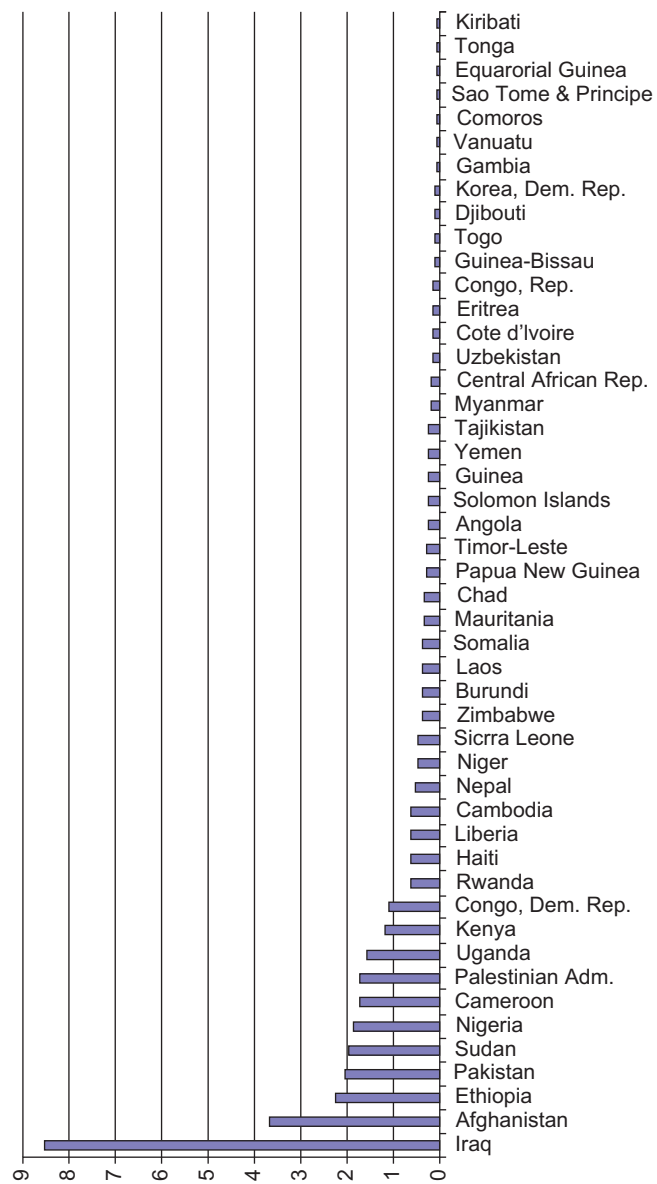 Kiribati
Tonga
Equarorial Guinea
Sao Tome & Principe
Comoros
Vanuatu
Gambia
Korea, Dem. Rep.
Djibouti
Togo
Guinea-Bissau
Congo, Rep.
Eritrea
Cote d'Ivoire
Uzbekistan
Central African Rep.
Myanmar
Tajikistan
Yemen
Guinea
Solomon Islands
Angola
Timor-Leste
Papua New Guinea
Chad
Mauritania
Somalia
Laos
Burundi
Zimbabwe
Sicrra Leone
Niger
Nepal
Cambodia
Liberia
Haiti
Rwanda
Congo, Dem. Rep.
Kenya
Uganda
Palestinian Adm.
Cameroon
Nigeria
Sudan
Pakistan
Ethiopia
Afghanistan
Iraq
9 8 7 6 5 4 3 2 1 0